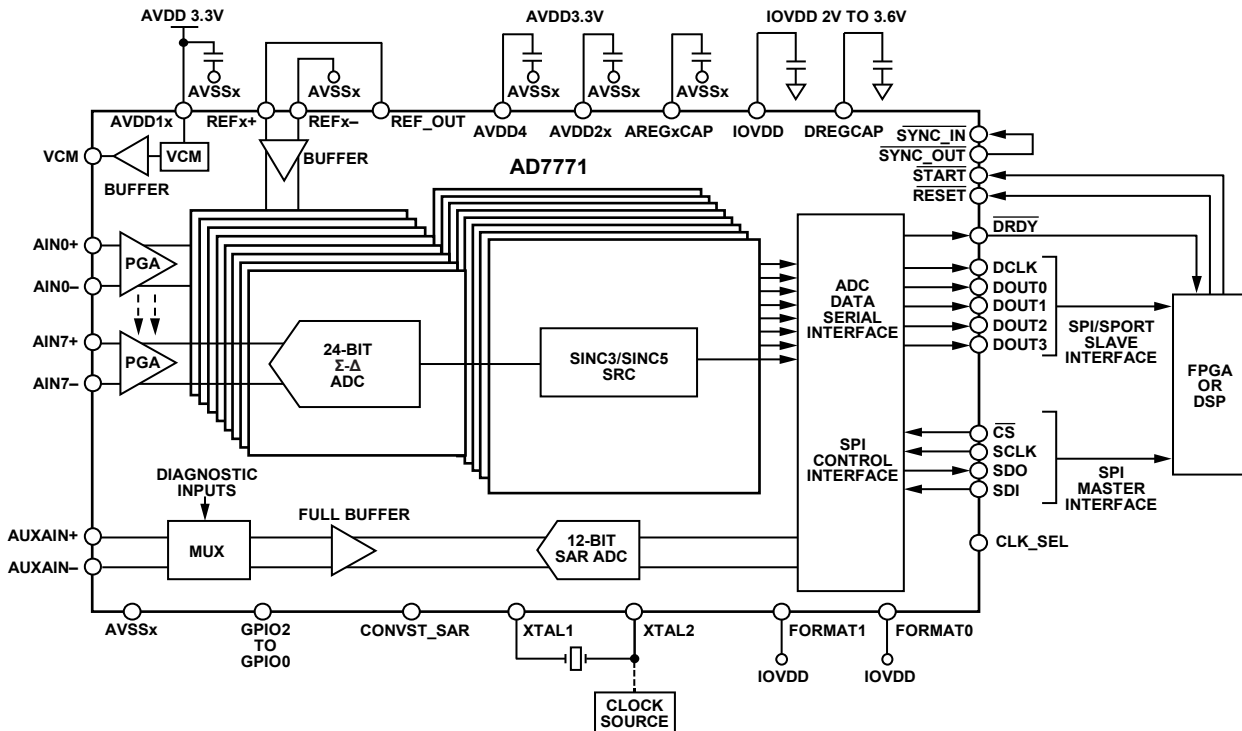 AVDD 3.3V
AVDD3.3V
IOVDD 2V TO 3.6V
AVSSx
AVSSx
AVSSx
AVSSx
AVSSx
AVDD1x
REFx+
REFx–
REF_OUT
AVDD4
AVDD2x
AREGxCAP
IOVDD
DREGCAP
SYNC_IN
SYNC_OUT
START
RESET
VCM
VCM
BUFFER
BUFFER
AD7771
AIN0+
AIN0–
PGA
AIN7+
AIN7–
PGA
24-BIT
Σ-Δ
ADC
SINC3/SINC5
SRC
ADC
DATA
SERIAL
INTERFACE
SPI
CONTROL
INTERFACE
DRDY
DCLK
DOUT0
DOUT1
DOUT2
DOUT3
SPI/SPORT
SLAVE
INTERFACE
FPGA
OR
DSP
CS
SCLK
SDO
SDI
SPI
MASTER
INTERFACE
CLK_SEL
DIAGNOSTIC
INPUTS
AUXAIN+
AUXAIN–
MUX
FULL BUFFER
12-BIT
SAR ADC
AVSSx
GPIO2
TO
GPIO0
CONVST_SAR
XTAL1
XTAL2
FORMAT1
FORMAT0
IOVDD
IOVDD
CLOCK
SOURCE